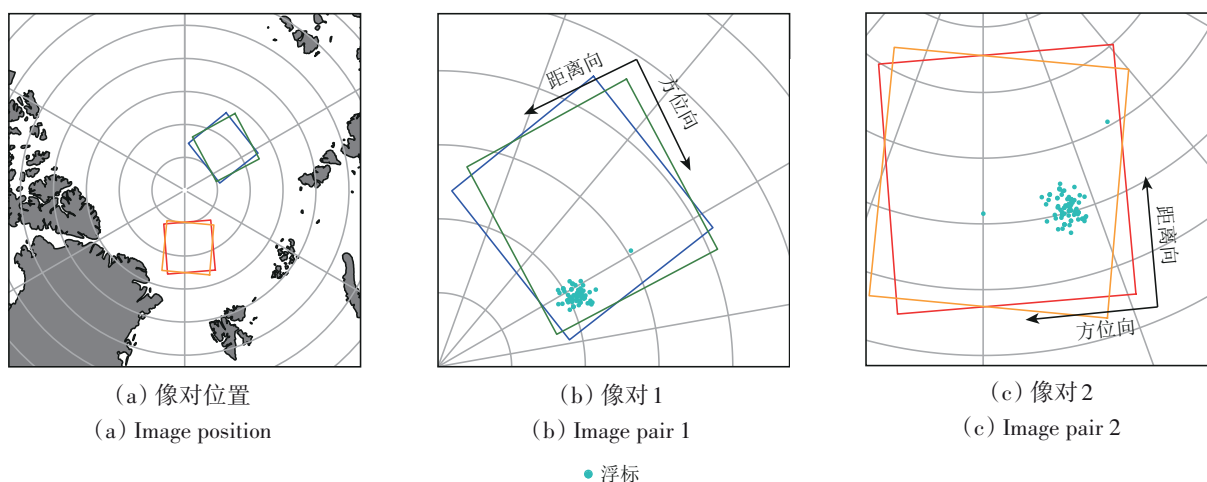 距离向
方位向
距离向
方位向
(a) 像对位置
(a) Image position
(b) 像对1
(b) Image pair 1
(c) 像对2
(c) Image pair 2
浮标